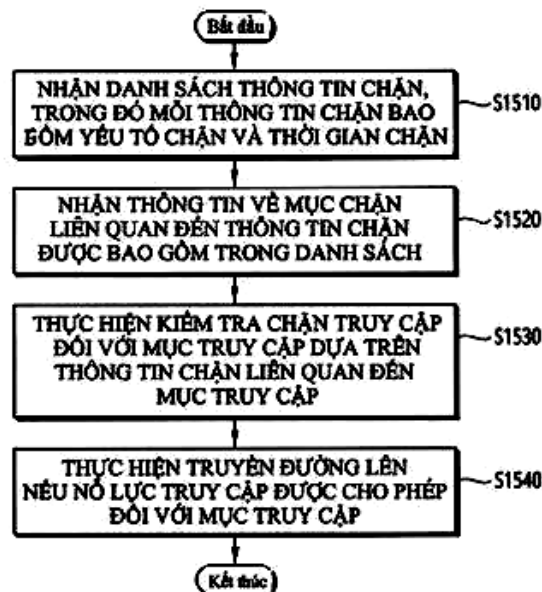 Bắt đầu
NHẬN DANH SÁCH THÔNG TIN CHẶN,
TRONG ĐÓ MỖI THÔNG TIN CHẶN BAO
GỒM YẾU TỐ CHẶN VÀ THỜI GIAN CHẶN
S1510
NHẬN THÔNG TIN VỀ MỤC CHẶN
LIÊN QUAN ĐẾN THÔNG TIN CHẶN
ĐƯỢC BAO GỒM TRONG DANH SÁCH
S1520
THỰC HIỆN KIỂM TRA CHẶN TRUY CẬP
ĐỐI VỚI MỤC TRUY CẬP DỰA TRÊN
THÔNG TIN CHẶN LIÊN QUAN ĐẾN
MỤC TRUY CẬP
S1530
THỰC HIỆN TRUYỀN ĐƯỜNG LÊN
NẾU NỖ LỰC TRUY CẬP ĐƯỢC CHO PHÉP
ĐỐI VỚI MỤC TRUY CẬP
S1540
Kết thúc